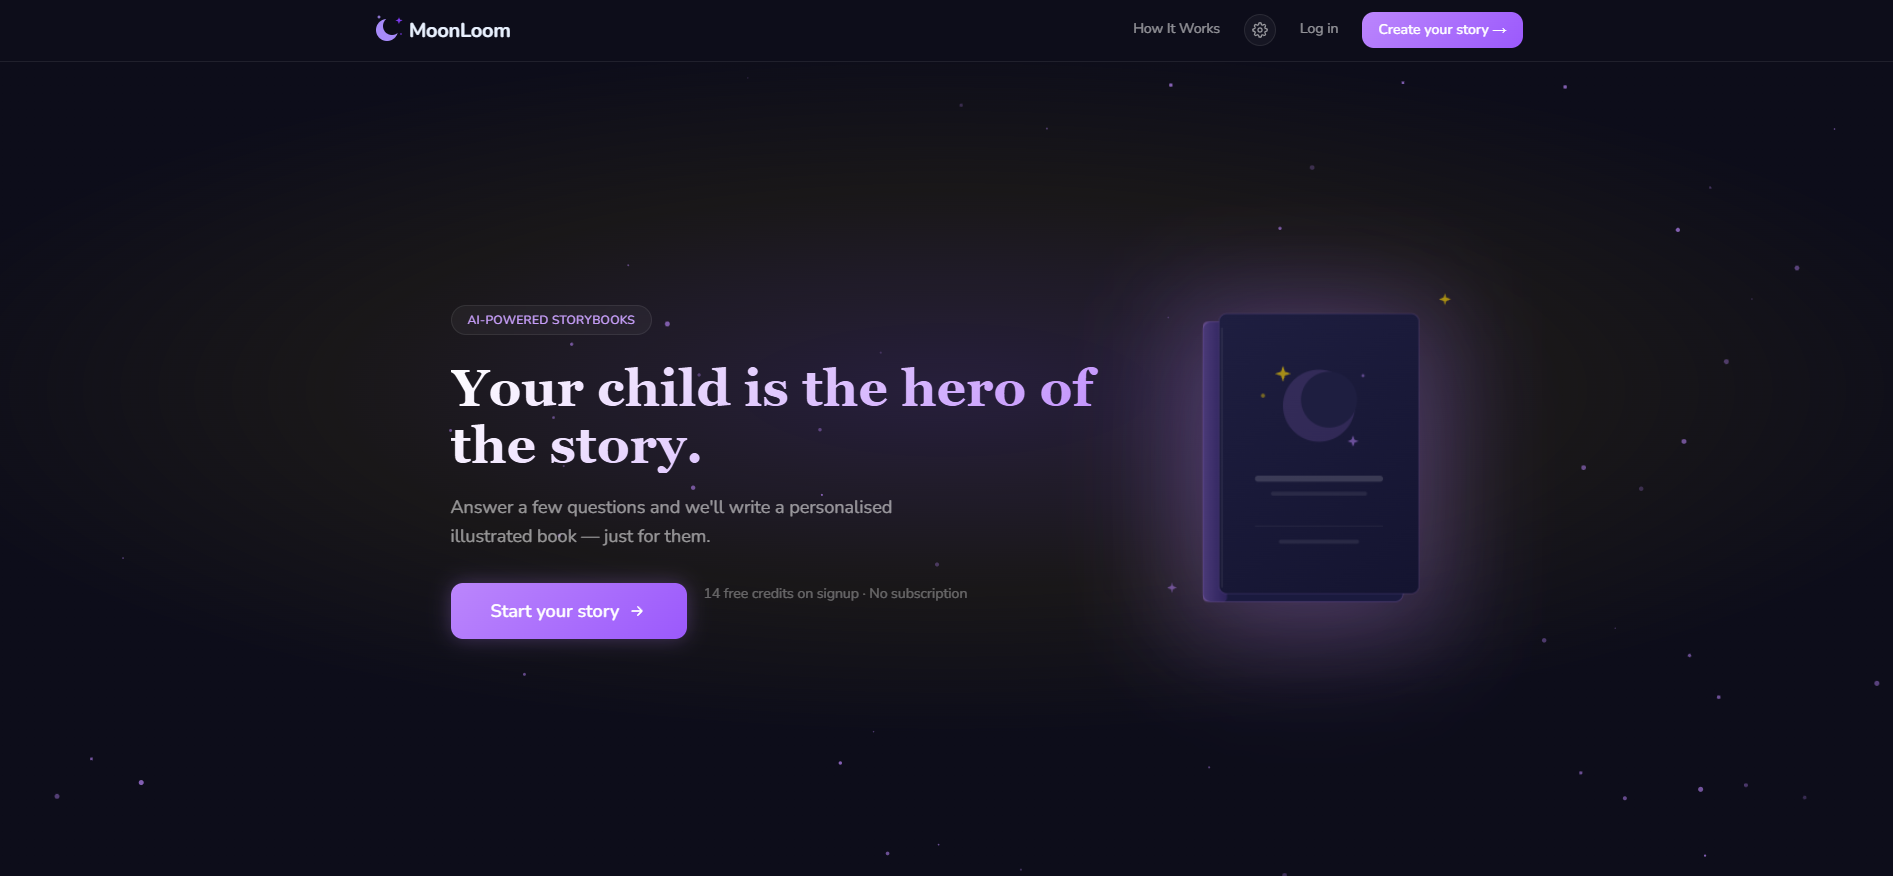 MoonLoom
How It Works
Log in
Create your story →
AI-POWERED STORYBOOKS
Your child is the hero of
the story.
Answer a few questions and we'll write a personalised
illustrated book — just for them.
Start your story →
14 free credits on signup · No subscription